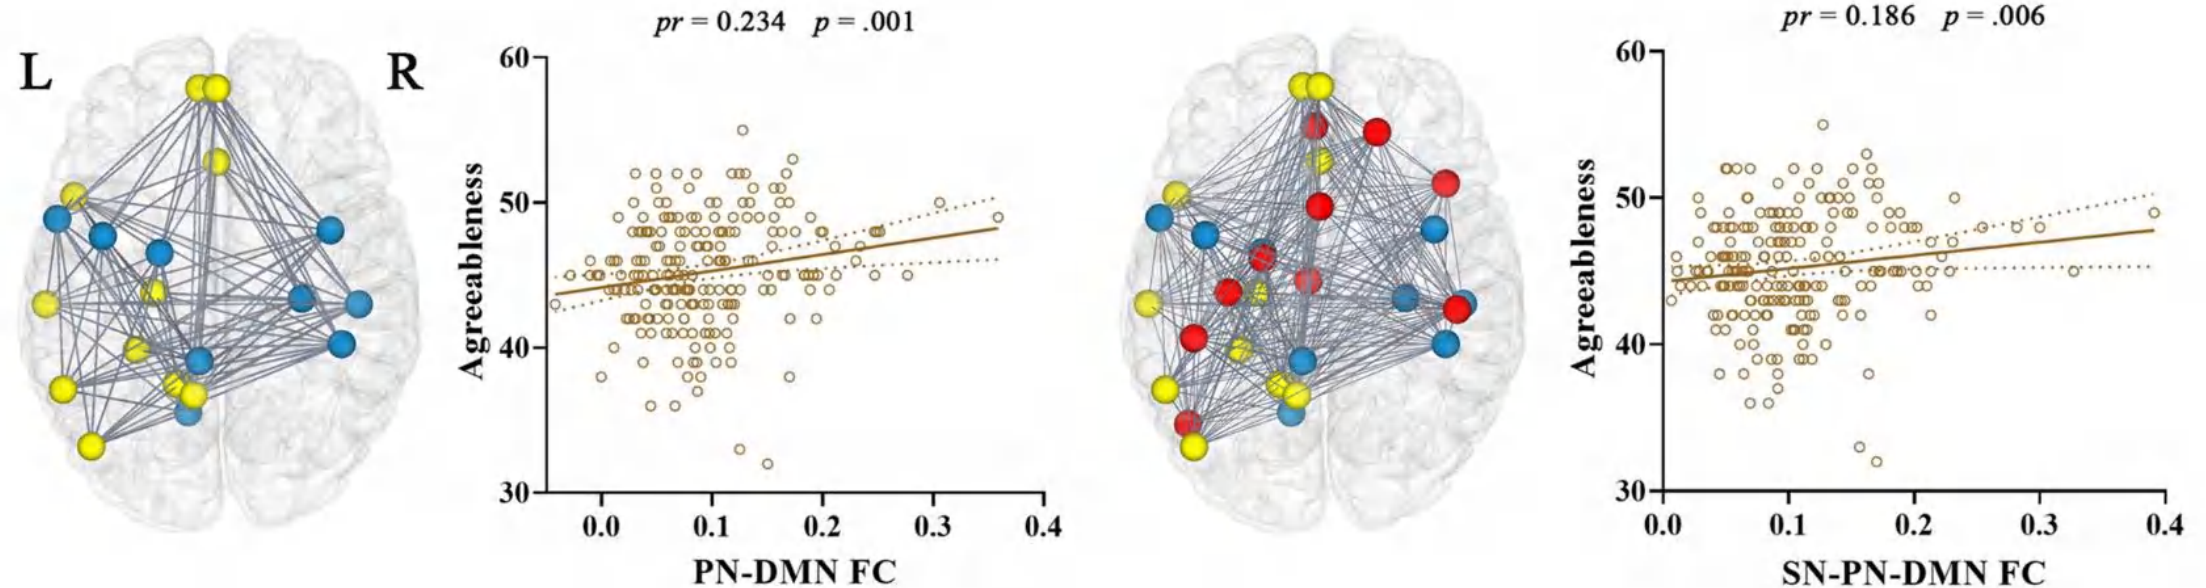 L
R
pr = 0.234 p = .001
60
50
40
30
Agreeableness
0.0 0.1 0.2 0.3 0.4
PN-DMN FC
pr = 0.186 p = .006
60
50
40
30
Agreeableness
0.0 0.1 0.2 0.3 0.4
SN-PN-DMN FC